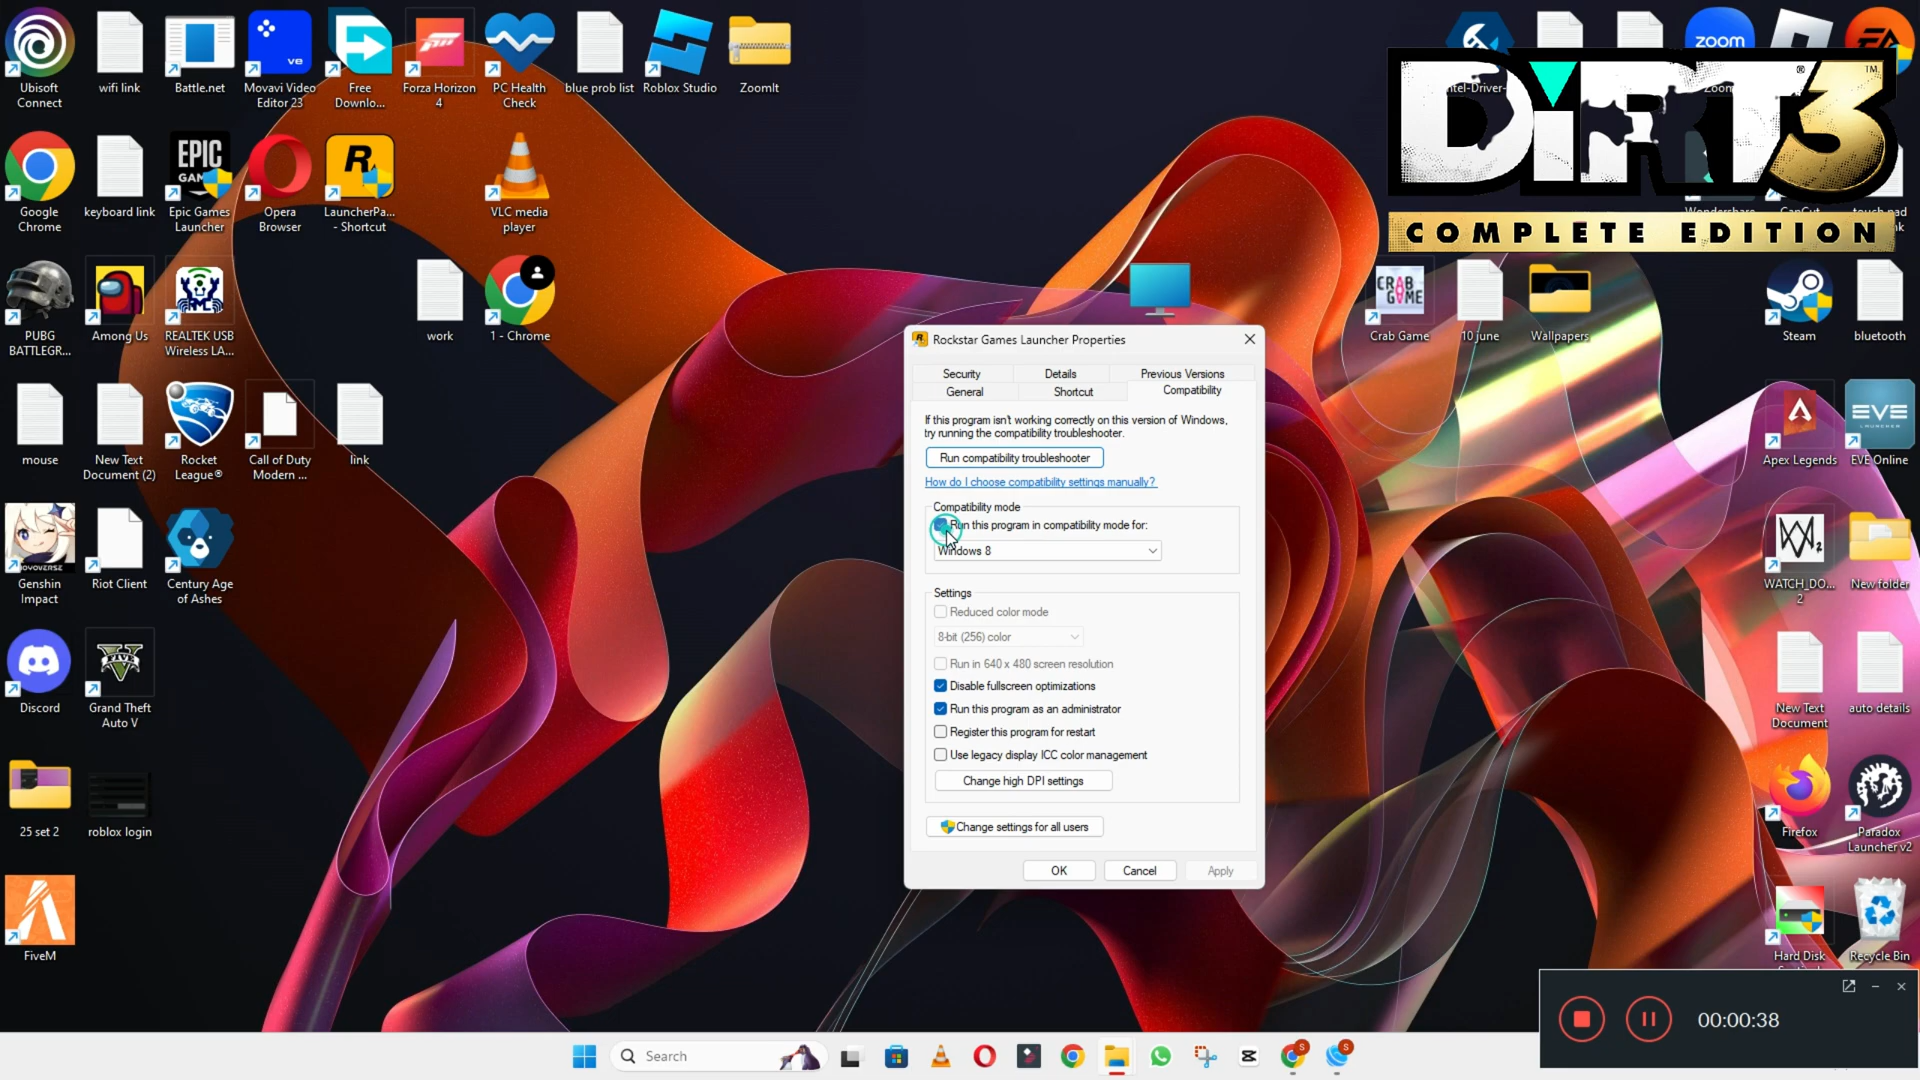 Ubisoft
Connect
wifi link
Battle.net
Movavi Video
Editor 23
Free
Downlo...
Forza Horizon
4
PC Health
Check
blue prob list
Roblox Studio
ZoomIt
zoom
DiRT3
®
TM
COMPLETE EDITION
Google
Chrome
keyboard link
EPIC
Epic Games
Launcher
Opera
Browser
LauncherPa...
- Shortcut
VLC media
player
PUBG
BATTLEGR...
Among Us
REALTEK USB
Wireless LA...
work
1 - Chrome
CRAB
GAME
Crab Game
10 june
Wallpapers
Steam
bluetooth
mouse
New Text
Document (2)
Rocket
League®
Call of Duty
Modern ...
link
Apex Legends
EVE
EVE Online
Genshin
Impact
Riot Client
Century Age
of Ashes
WATCH_DO...
2
New folder
Discord
Grand Theft
Auto V
New Text
Document
auto details
25 set 2
roblox login
Firefox
Paradox
Launcher v2
FiveM
Hard Disk
Recycle Bin
Rockstar Games Launcher Properties
Security
Details
Previous Versions
General
Shortcut
Compatibility
If this program isn't working correctly on this version of Windows,
try running the compatibility troubleshooter.
Run compatibility troubleshooter
How do I choose compatibility settings manually?
Compatibility mode
Run this program in compatibility mode for:
Windows 8
Settings
Reduced color mode
8-bit (256) color
Run in 640 x 480 screen resolution
Disable fullscreen optimizations
Run this program as an administrator
Register this program for restart
Use legacy display ICC color management
Change high DPI settings
Change settings for all users
OK
Cancel
Apply
00:00:38
Search
S
S